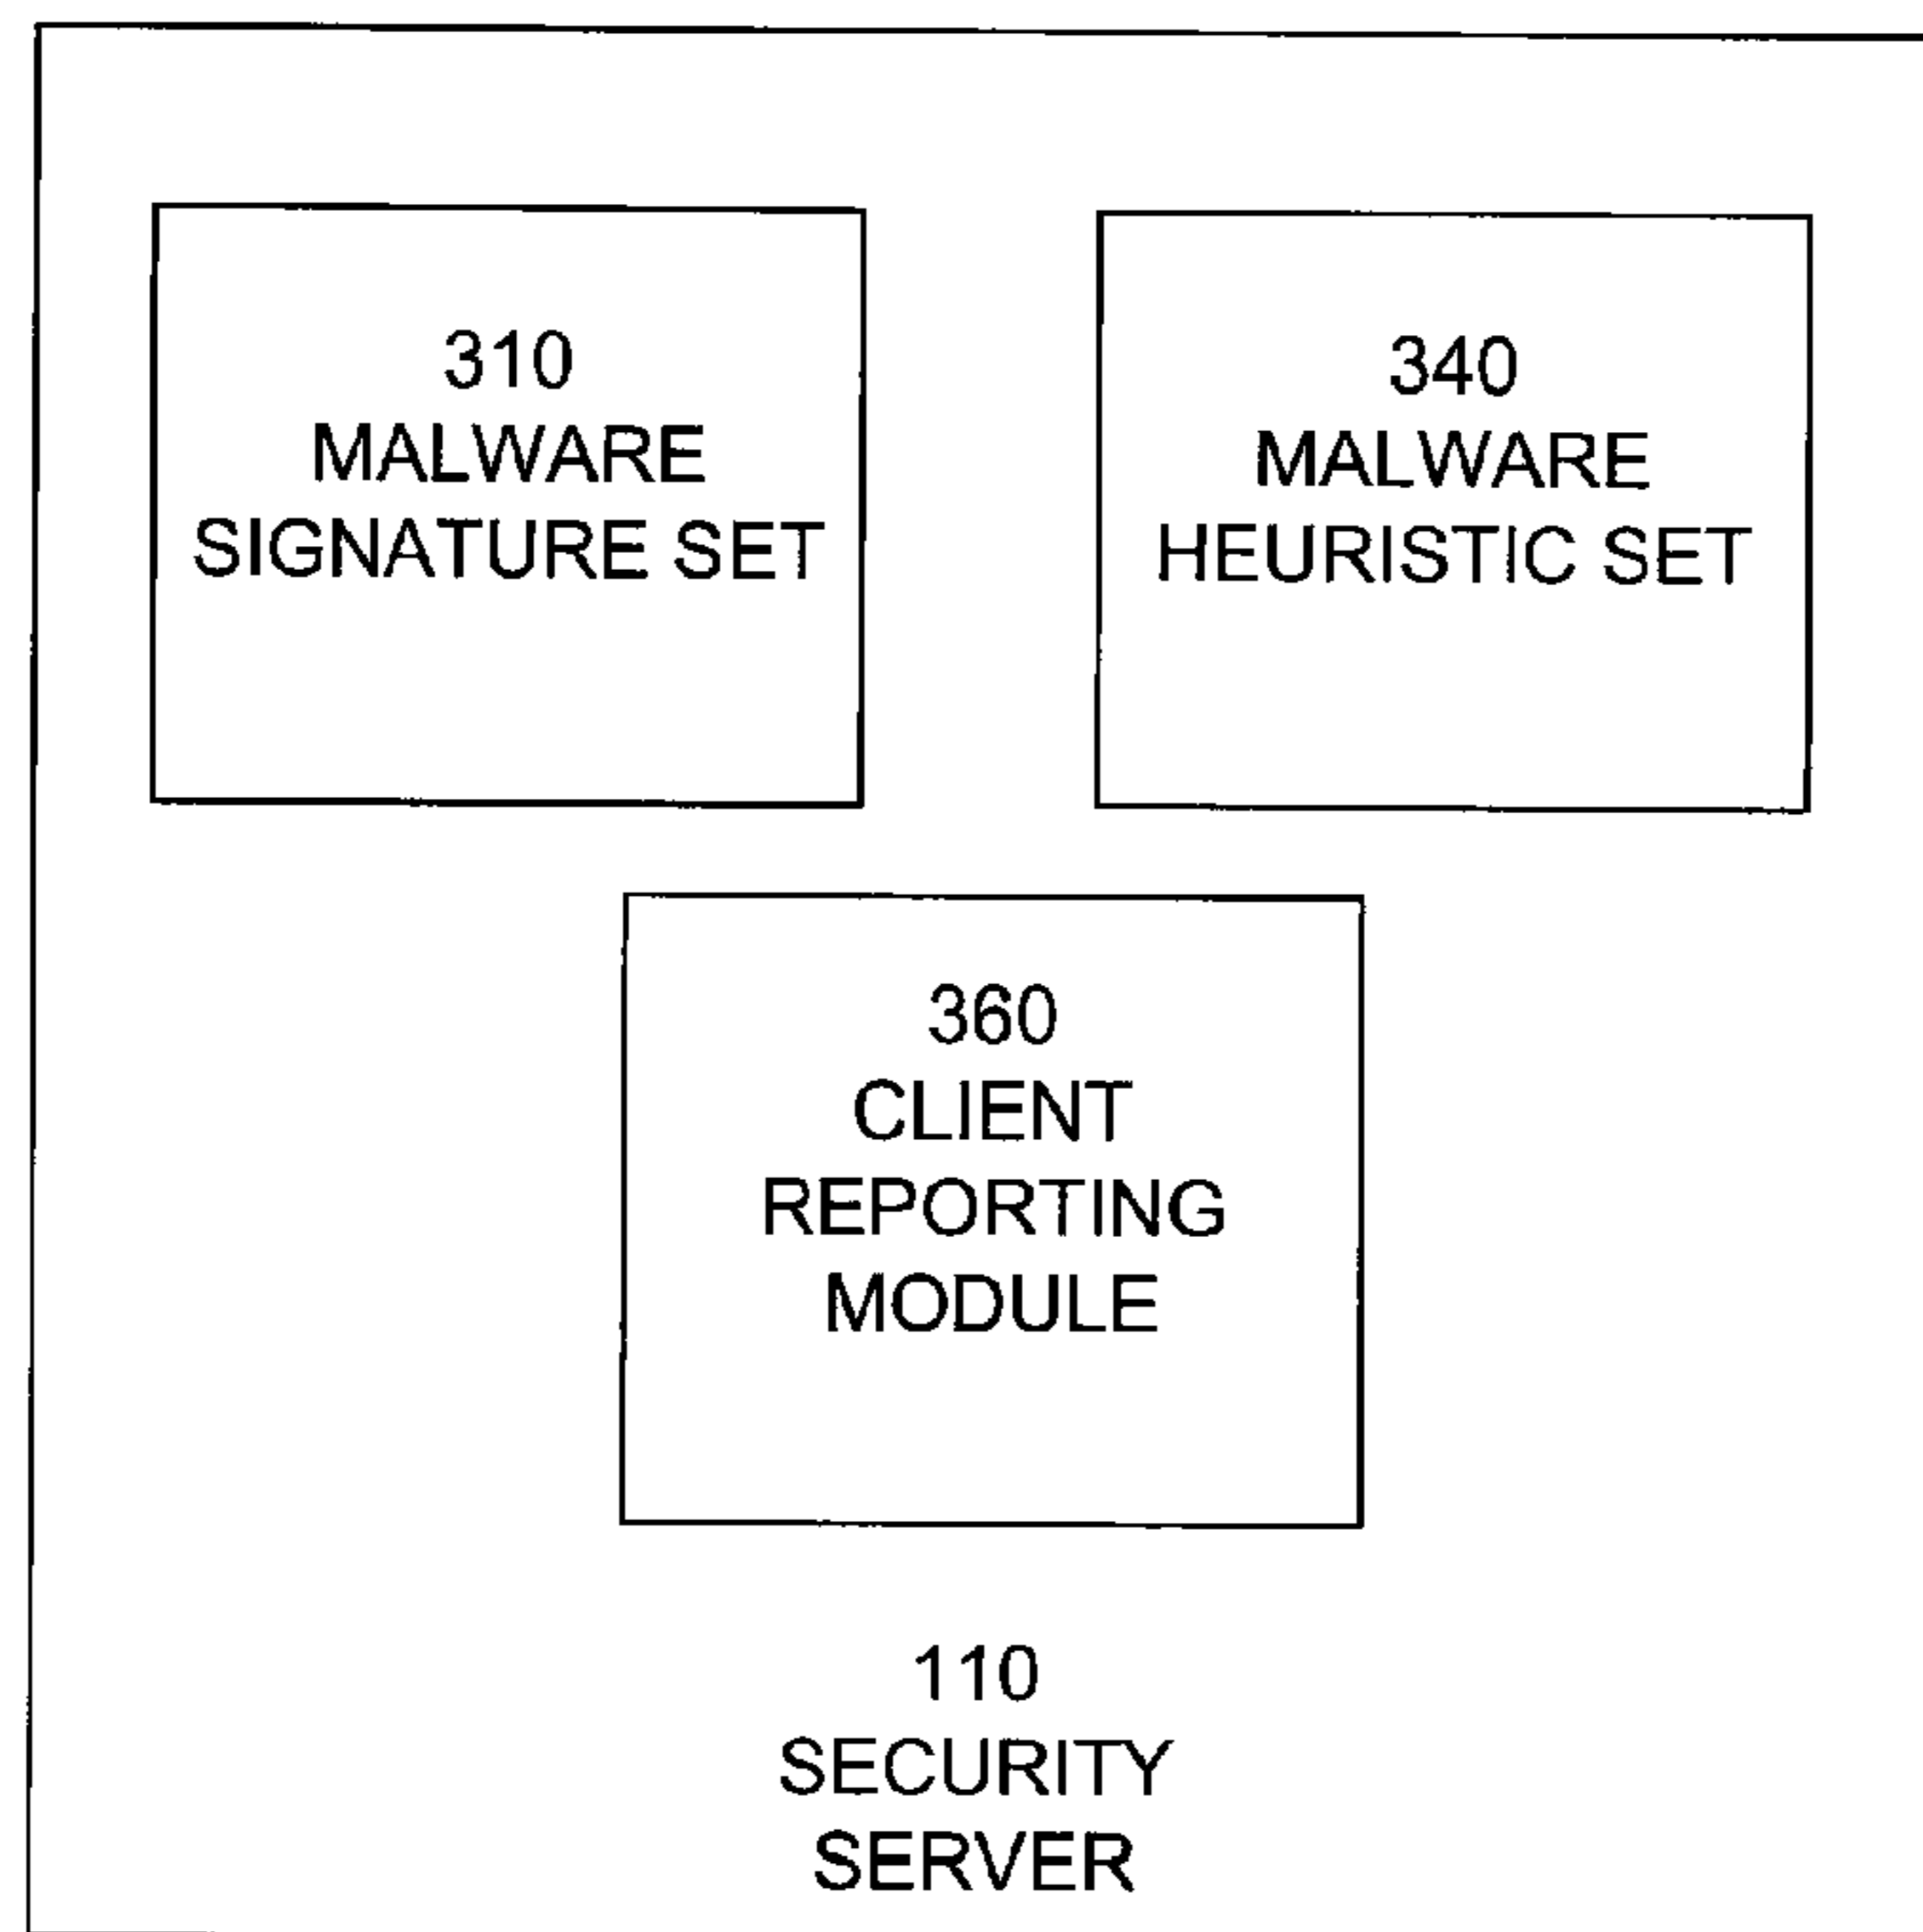 310
MALWARE
SIGNATURE SET
340
MALWARE
HEURISTIC SET
360
CLIENT
REPORTING
MODULE
110
SECURITY
SERVER